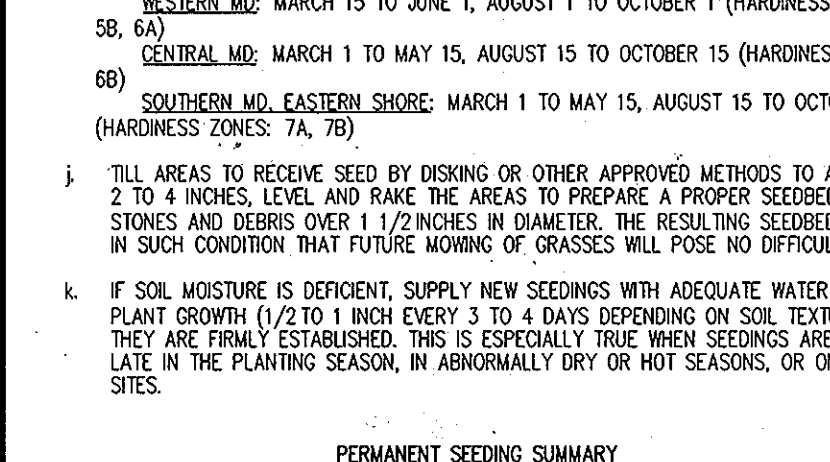 WESTERN MD: MARCH 15 TO JUNE 1, AUGUST 1 TO OCTOBER 1 (HARDINESS
5B, 6A)
CENTRAL MD: MARCH 1 TO MAY 15, AUGUST 15 TO OCTOBER 15 (HARDINES
6B)
SOUTHERN MD, EASTERN SHORE: MARCH 1 TO MAY 15, AUGUST 15 TO OCT
(HARDINESS ZONES: 7A, 7B)
j. TILL AREAS TO RECEIVE SEED BY DISKING OR OTHER APPROVED METHODS TO A
2 TO 4 INCHES, LEVEL AND RAKE THE AREAS TO PREPARE A PROPER SEEDBED
STONES AND DEBRIS OVER 1 1/2 INCHES IN DIAMETER. THE RESULTING SEEDBED
IN SUCH CONDITION THAT FUTURE MOWING OF GRASSES WILL POSE NO DIFFICUL
k. IF SOIL MOISTURE IS DEFICIENT, SUPPLY NEW SEEDINGS WITH ADEQUATE WATER
PLANT GROWTH (1/2 TO 1 INCH EVERY 3 TO 4 DAYS DEPENDING ON SOIL TEXTU
THEY ARE FIRMLY ESTABLISHED. THIS IS ESPECIALLY TRUE WHEN SEEDINGS ARE
LATE IN THE PLANTING SEASON, IN ABNORMALLY DRY OR HOT SEASONS, OR O
SITES.
PERMANENT SEEDING SUMMARY